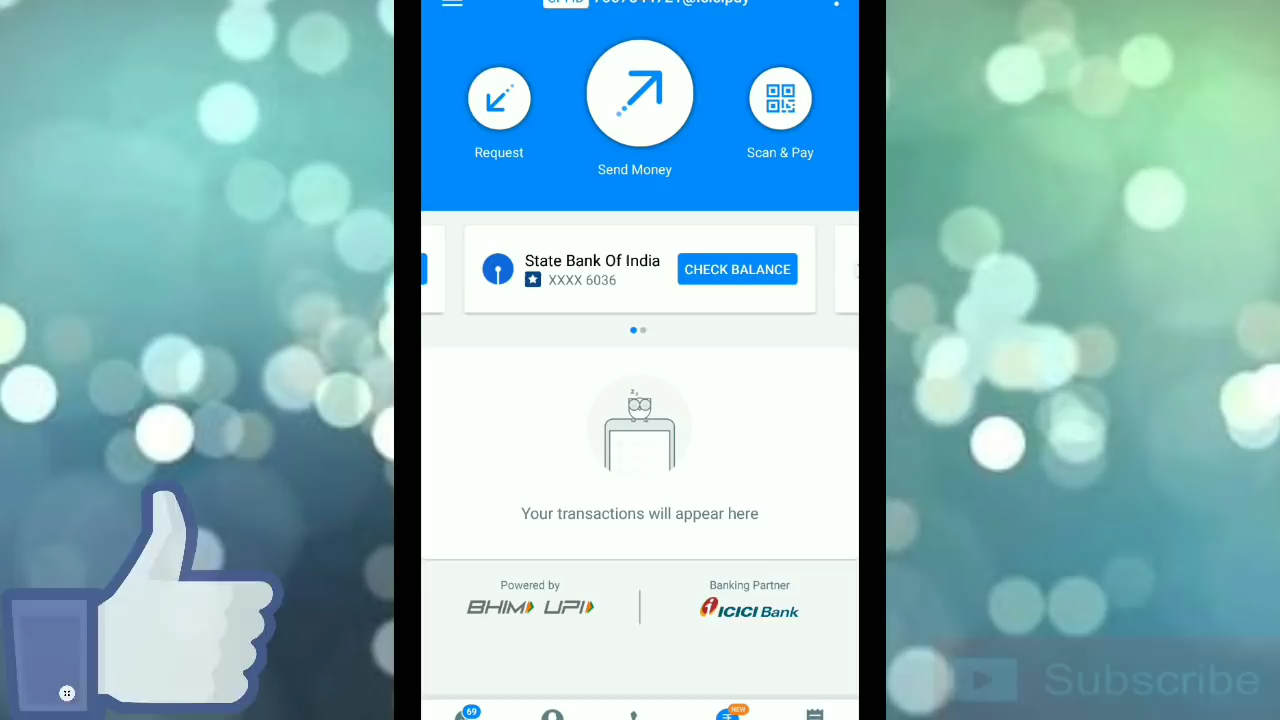 Request
Send Money
Scan & Pay
State Bank Of India
XXXX 6036
CHECK BALANCE
Your transactions will appear here
Powered by
BHIM UPI
Banking Partner
ICICI Bank
Subscribe
69
NEW